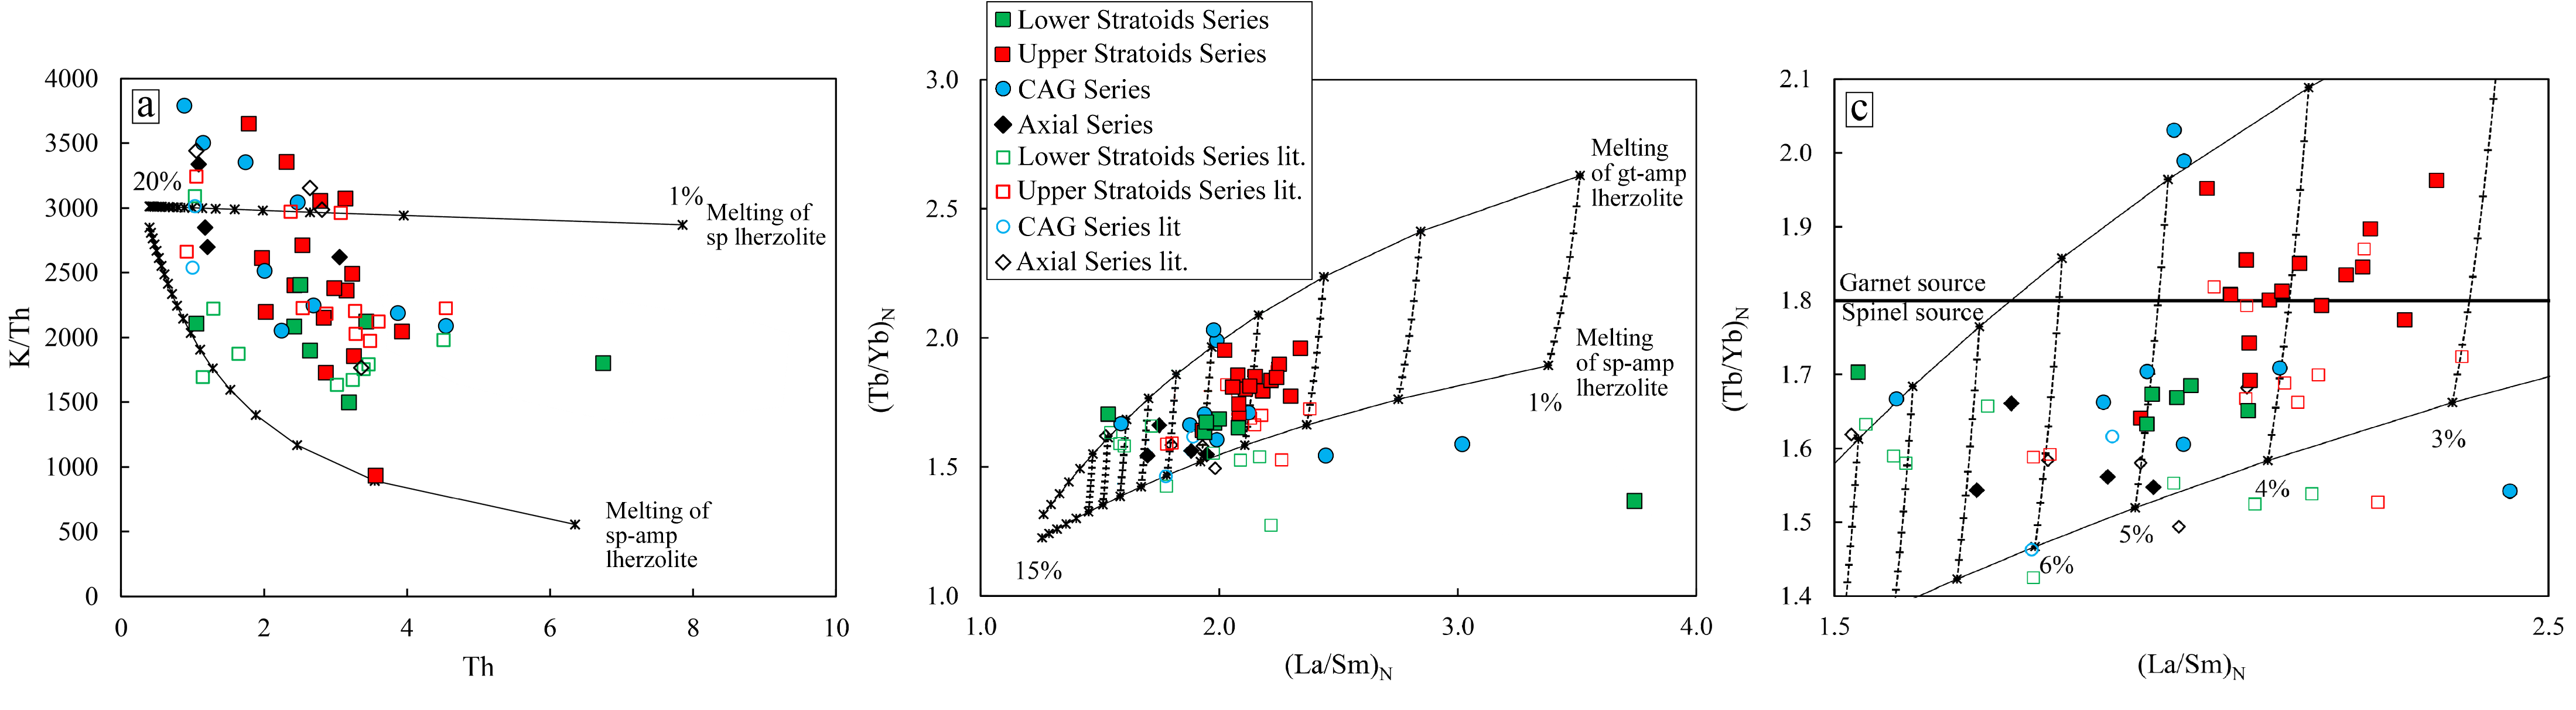 Lower Stratoids Series
Upper Stratoids Series
CAG Series
Axial Series
Lower Stratoids Series lit.
Upper Stratoids Series lit.
CAG Series lit
Axial Series lit.
a
4000
3500
3000
2500
2000
1500
1000
500
0
K/Th
20%
1%
Melting of
sp lherzolite
Melting of
sp-amp
lherzolite
0
2
4
6
8
10
Th
3.0
2.5
2.0
1.5
1.0
(Tb/Yb)N
Melting
of gt-amp
lherzolite
Melting
of sp-amp
lherzolite
1%
15%
1.0
2.0
3.0
4.0
(La/Sm)N
c
2.1
2.0
1.9
1.8
1.7
1.6
1.5
1.4
(Tb/Yb)N
Garnet source
Spinel source
3%
4%
5%
6%
1.5
2.5
(La/Sm)N